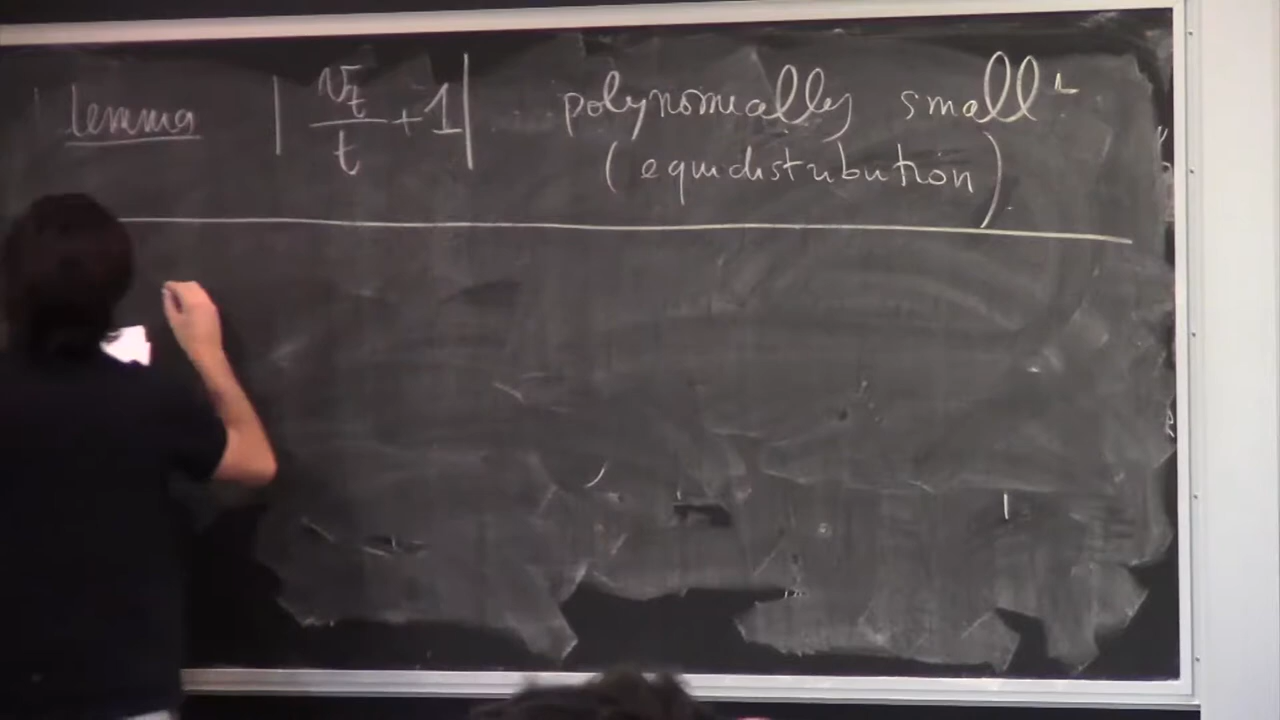 lemma | v_t / t + 1 | polynomially small
(equidistribution).